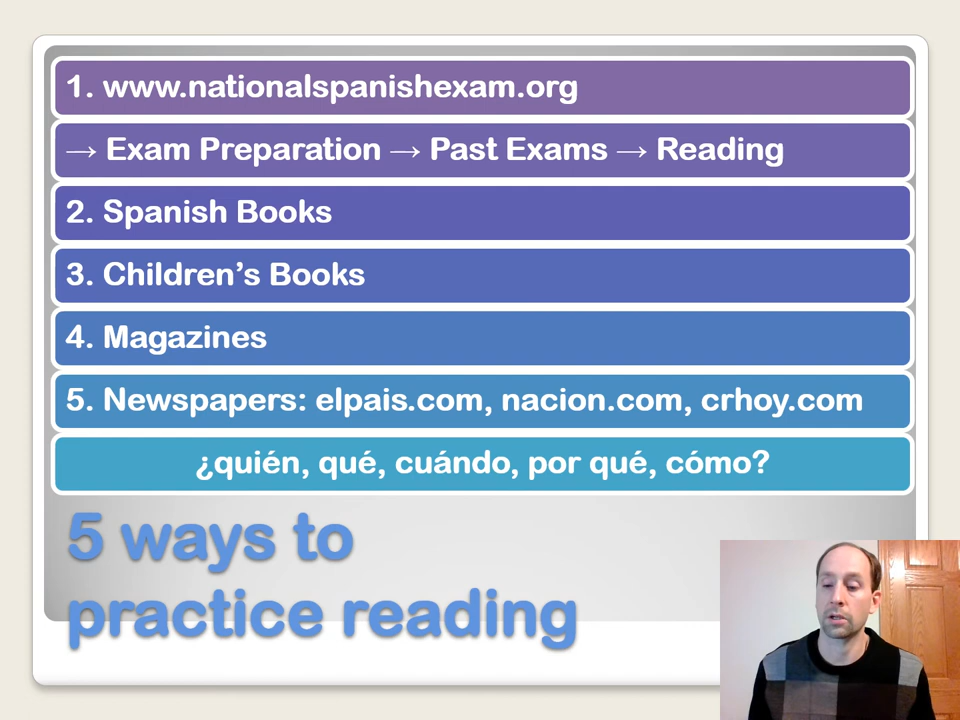 1. www.nationalspanishexam.org
→ Exam Preparation → Past Exams → Reading
2. Spanish Books
3. Children’s Books
4. Magazines
5. Newspapers: elpais.com, nacion.com, crhoy.com
¿quién, qué, cuándo, por qué, cómo?
5 ways to
practice reading